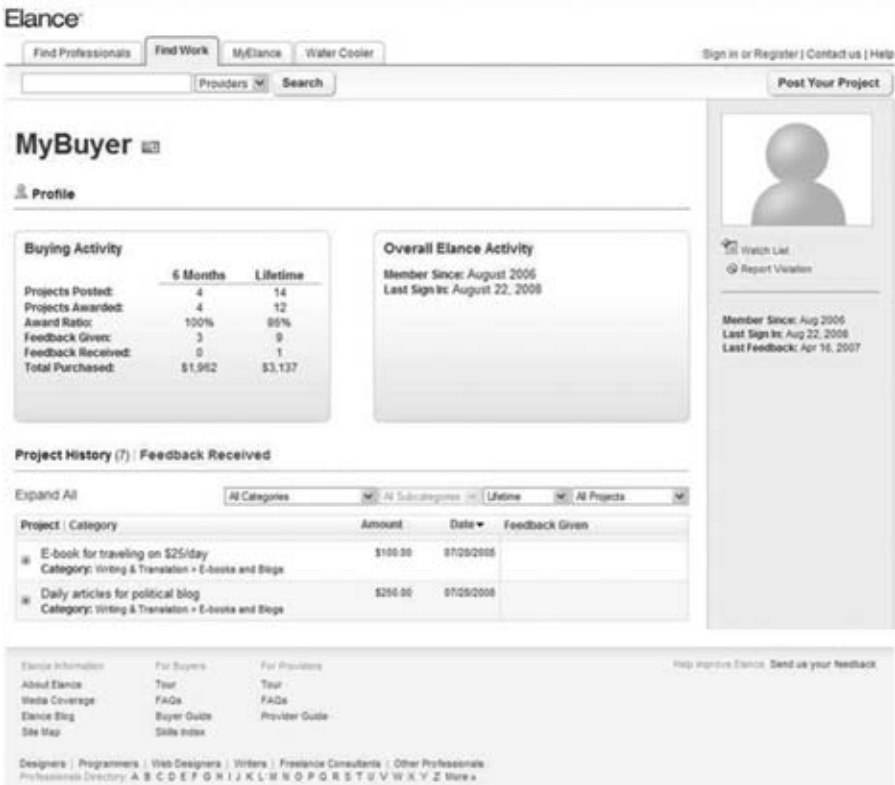 Elance
Find Professionals Find Work MyElance Water Cooler
Sign in or Register | Contact us | Help
Providers Search Post Your Project
MyBuyer
Profile
Buying Activity
6 Months Lifetime
Projects Posted: 4 14
Projects Awarded: 4 12
Award Ratio: 100% 86%
Feedback Given: 3 9
Feedback Received: 0 1
Total Purchased: $1,962 $3,137
Overall Elance Activity
Member Since: August 2006
Last Sign In: August 22, 2008
Watch List
Report Violation
Member Since: Aug 2006
Last Sign In: Aug 22, 2008
Last Feedback: Apr 16, 2007
Project History (7) | Feedback Received
Expand All All Categories All Subcategories Lifetime All Projects
Project | Category Amount Date Feedback Given
E-book for traveling on $25/day $100.00 07/28/2008
Category: Writing & Translation > E-books and Blogs
Daily articles for political blog $250.00 07/25/2008
Category: Writing & Translation > E-books and Blogs
Elance Information For Buyers For Providers
Help improve Elance. Send us your feedback
About Elance Tour Tour
Media Coverage FAQs FAQs
Elance Blog Buyer Guide Provider Guide
Site Map Skills Index
Designers | Programmers | Web Designers | Writers | Freelance Consultants | Other Professionals
Professionals Directory: A B C D E F G H I J K L M N O P Q R S T U V W X Y Z More »